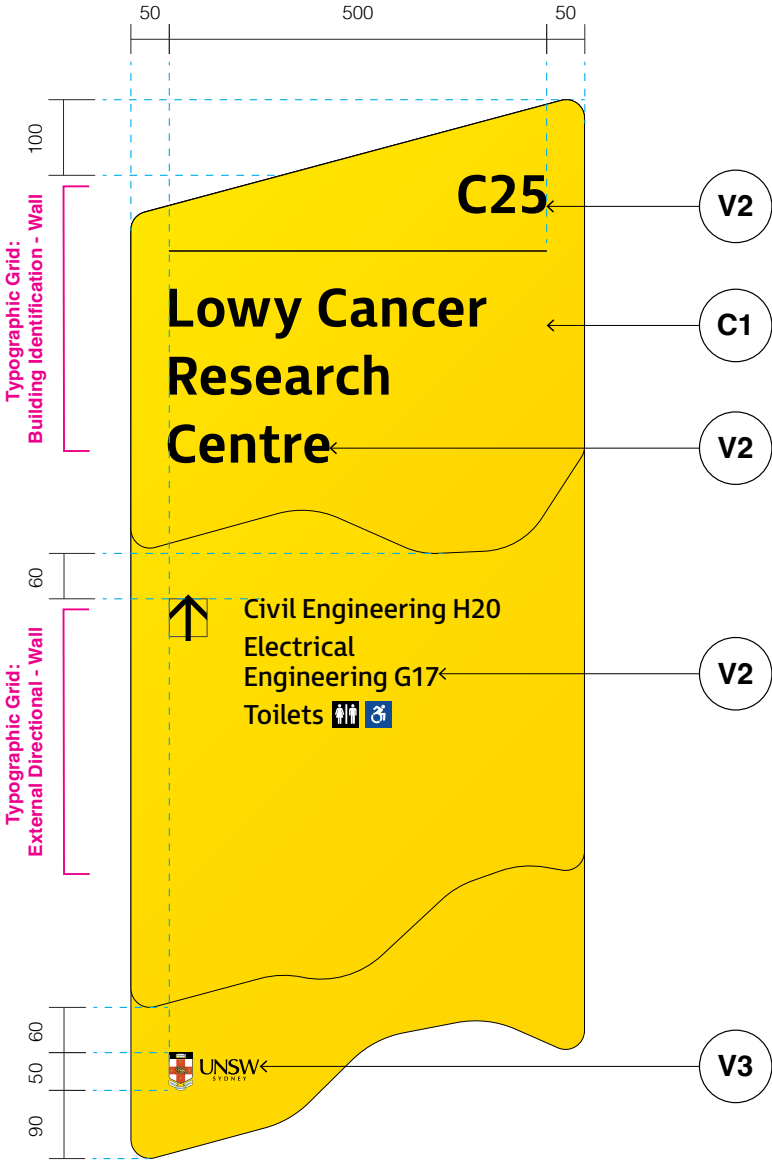 50 500 50
100
Typographic Grid:
Building Identification - Wall
C25
V2
Lowy Cancer
C1
Research
Centre
V2
60
Typographic Grid:
External Directional - Wall
Civil Engineering H20
Electrical
Engineering G17
V2
Toilets
60
50
UNSW
SYDNEY
V3
90